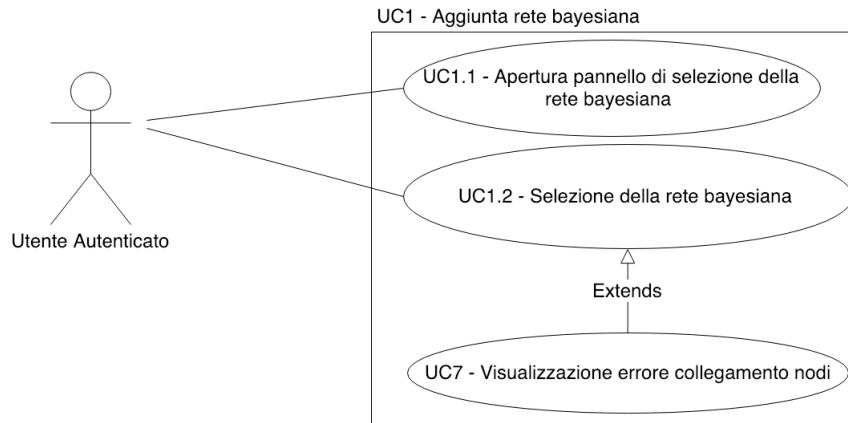 UC1 - Aggiunta rete bayesiana
UC1.1 - Apertura pannello di selezione della
rete bayesiana
UC1.2 - Selezione della rete bayesiana
Utente Autenticato
Extends
UC7 - Visualizzazione errore collegamento nodi